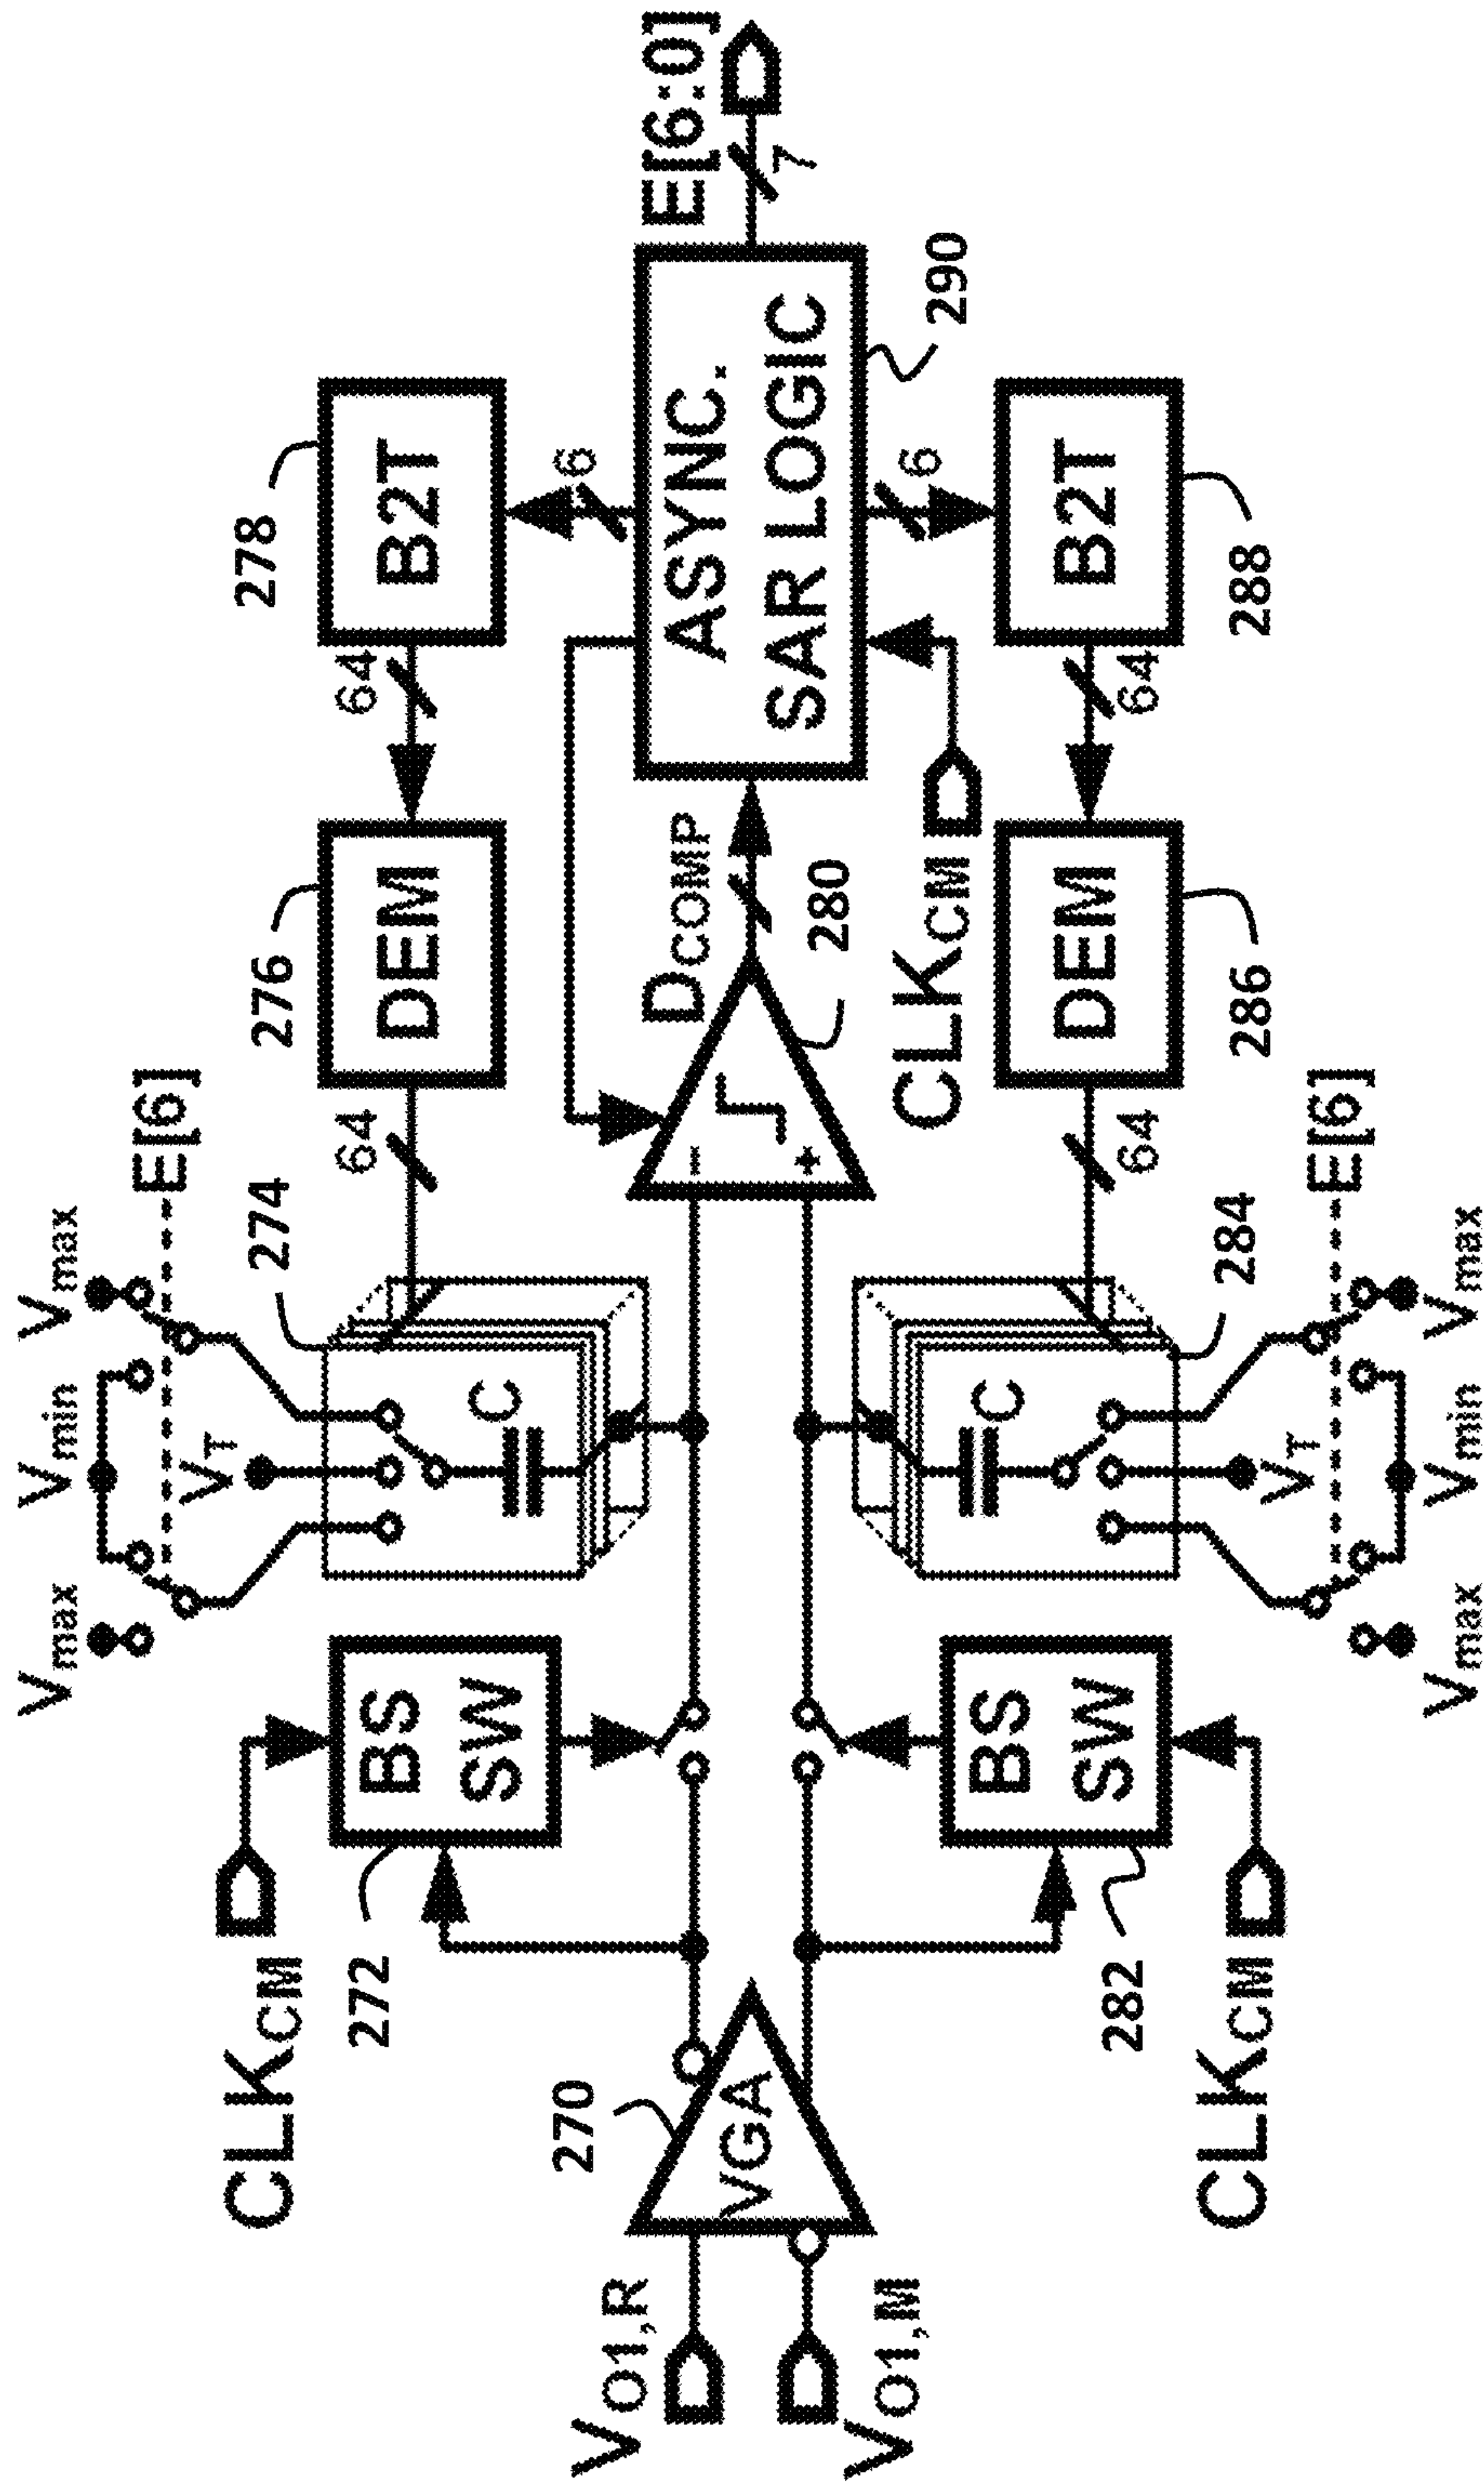 Vmax
Vmin
Vmax
E[6]
VT
CLKCM
272
BS
SW
274
C
64
276
DEM
64
278
B2T
6
VO1,R
VO1,M
270
VGA
-
+
280
DCOMP
ASYNC.
SAR LOGIC
290
E[6:0]
7
CLKCM
6
CLKCM
282
BS
SW
C
284
64
DEM
286
64
B2T
288
VT
E[6]
Vmax
Vmin
Vmax